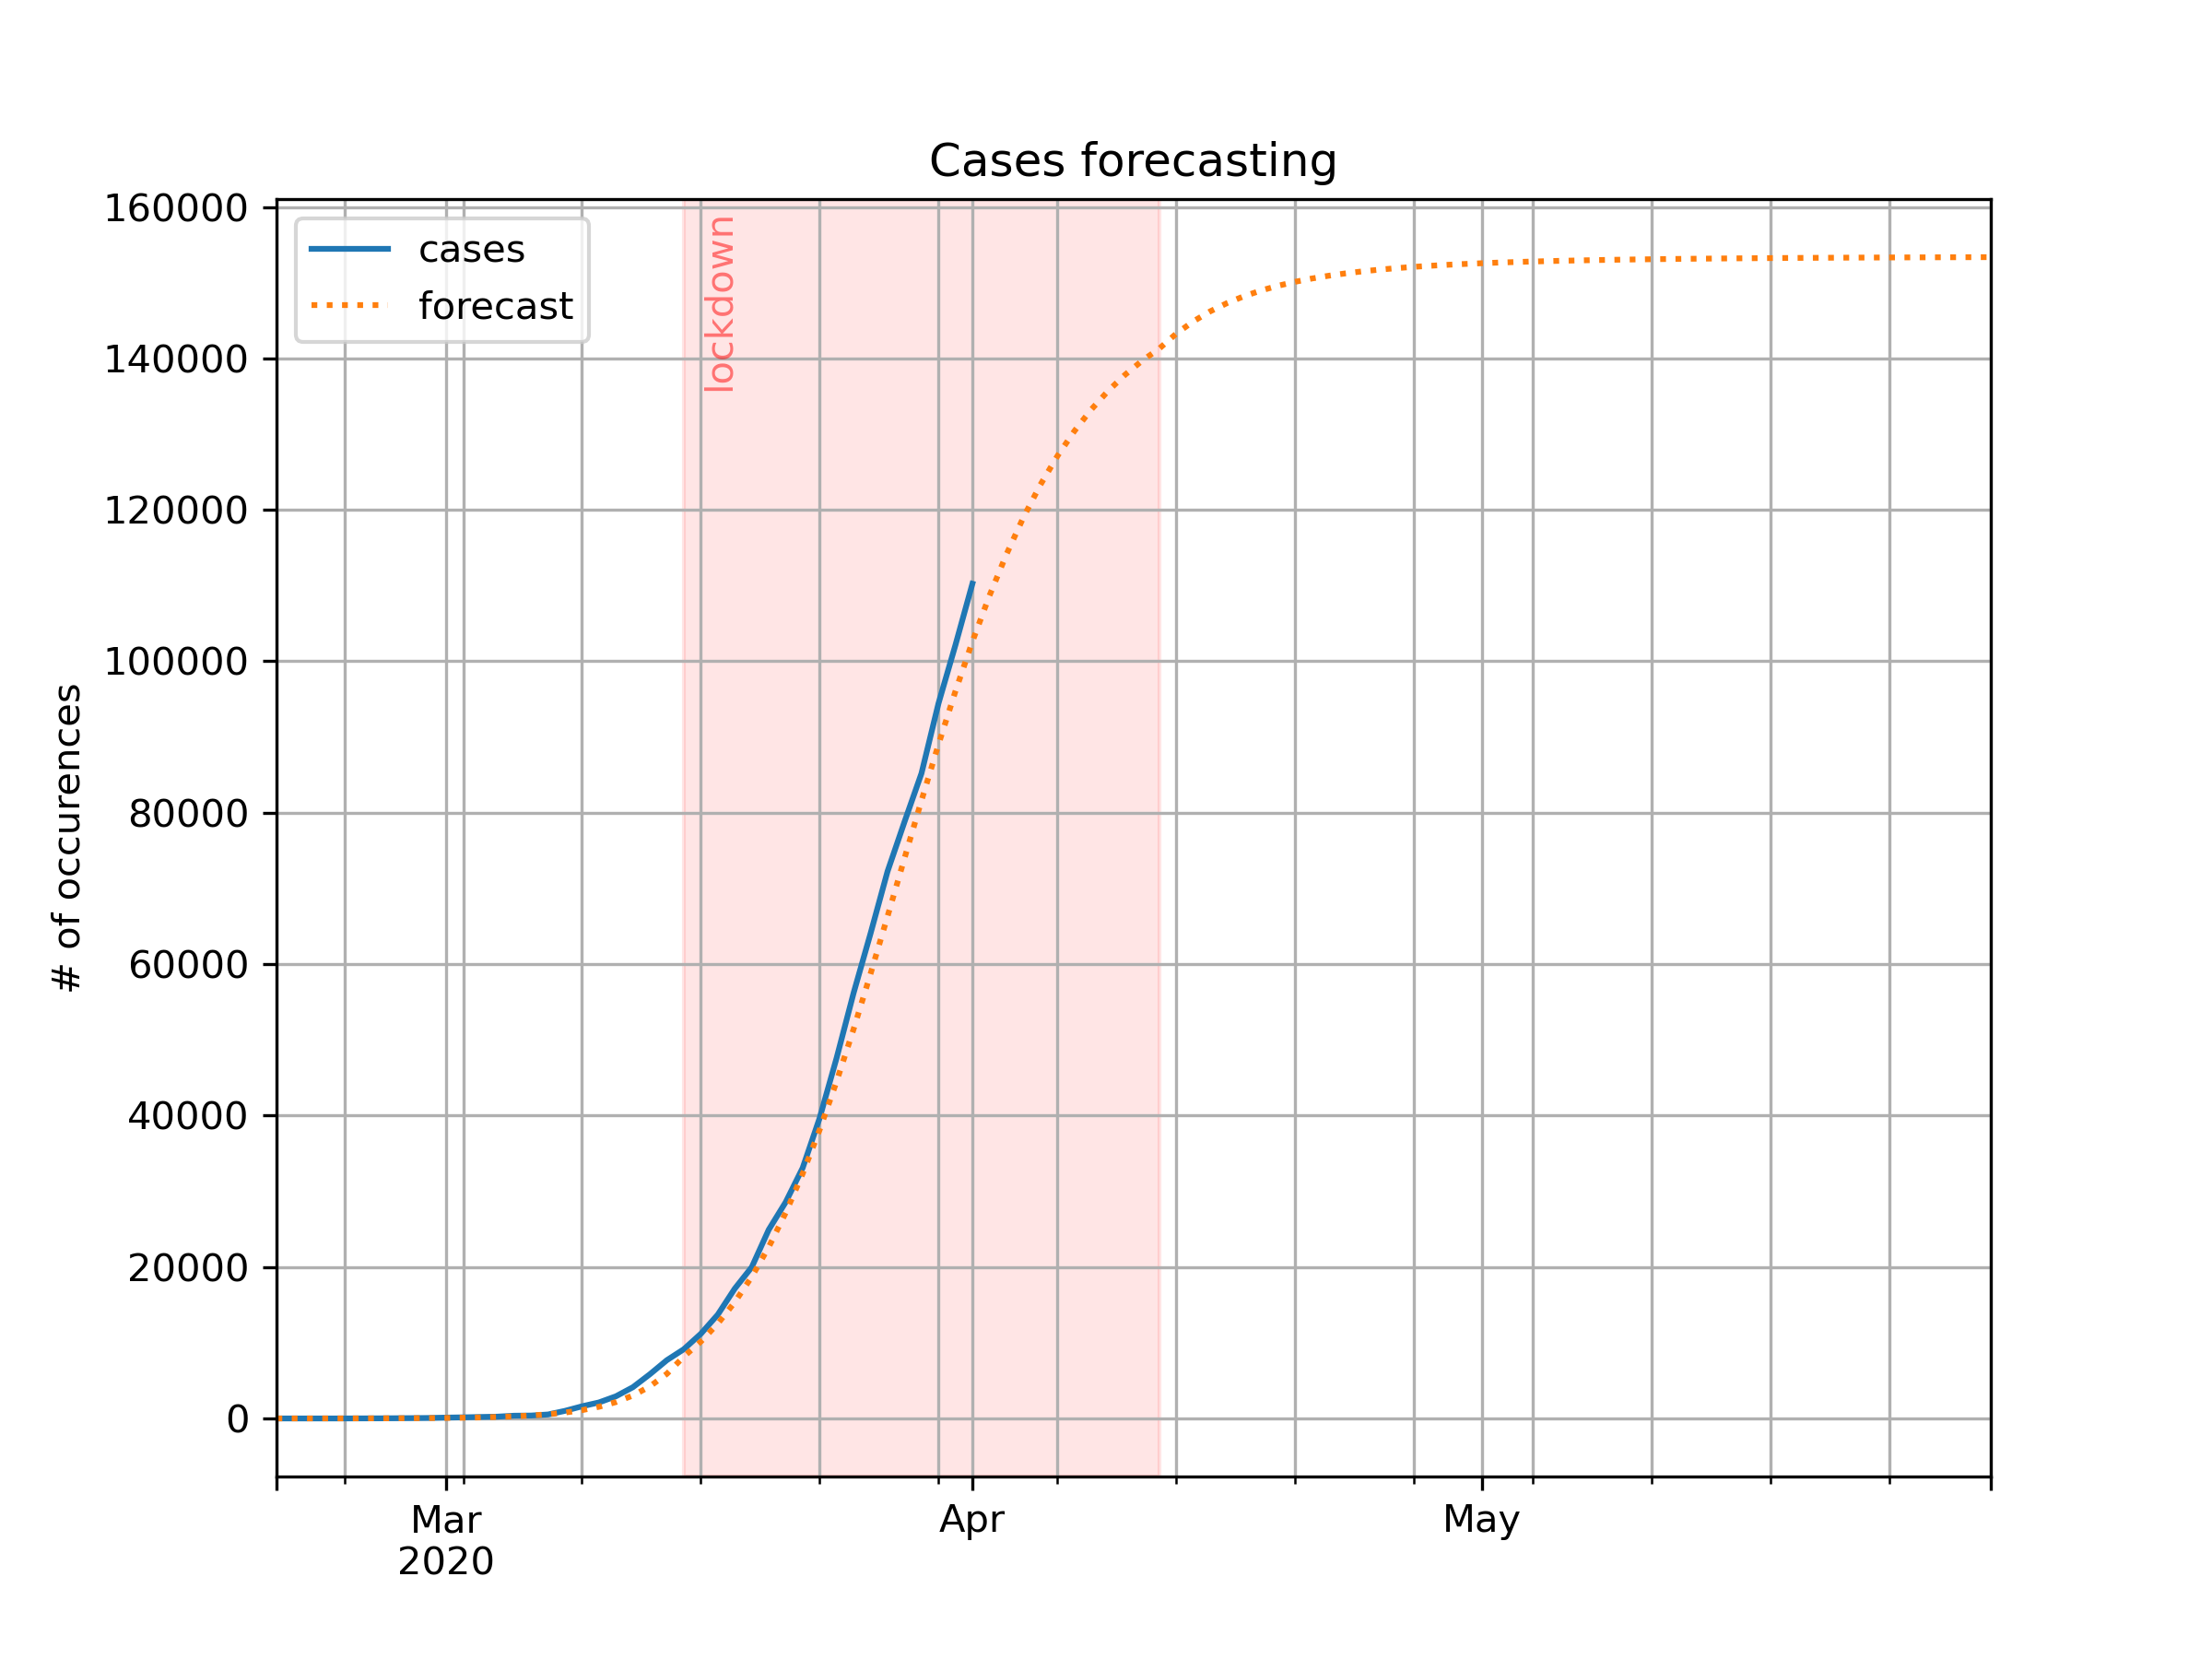 Cases forecasting
160000
140000
120000
100000
80000
60000
40000
20000
0
# of occurences
cases
forecast
lockdown
Mar
2020
Apr
May